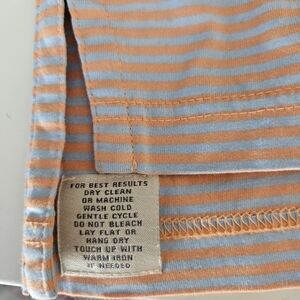 FOR BEST RESULTS
DRY CLEAN
OR MACHINE
WASH COLD
GENTLE CYCLE
DO NOT BLEACH
LAY FLAT OR
HANG DRY
TOUCH UP WITH
WARM IRON
IF NEEDED